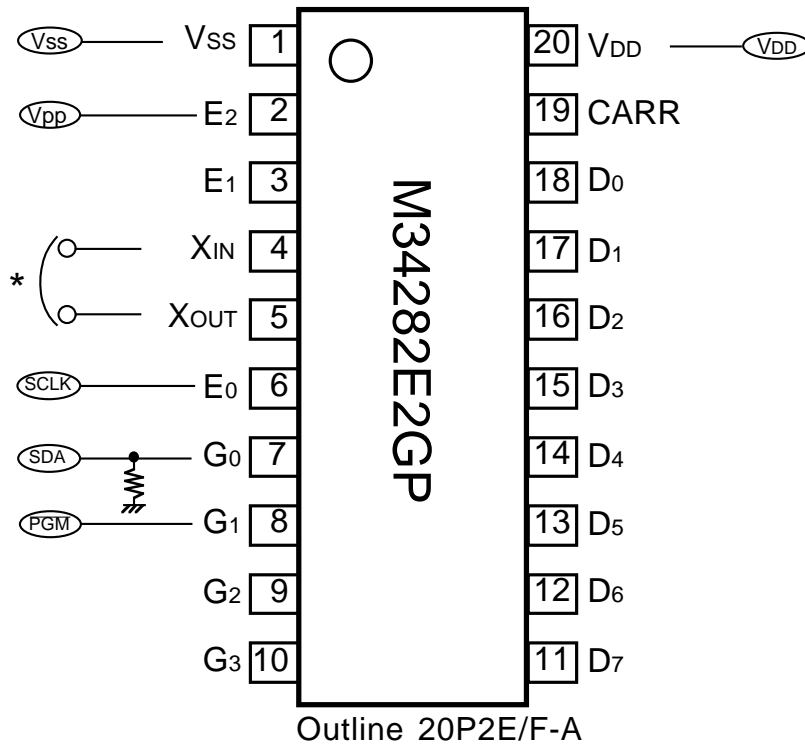 Vss VSS 1 20 VDD VDD
Vpp E2 2 19 CARR
E1 3 18 D0
XIN 4 17 D1
*
XOUT 5 16 D2
SCLK E0 6 15 D3
SDA G0 7 14 D4
PGM G1 8 13 D5
G2 9 12 D6
G3 10 11 D7
M34282E2GP
Outline 20P2E/F-A